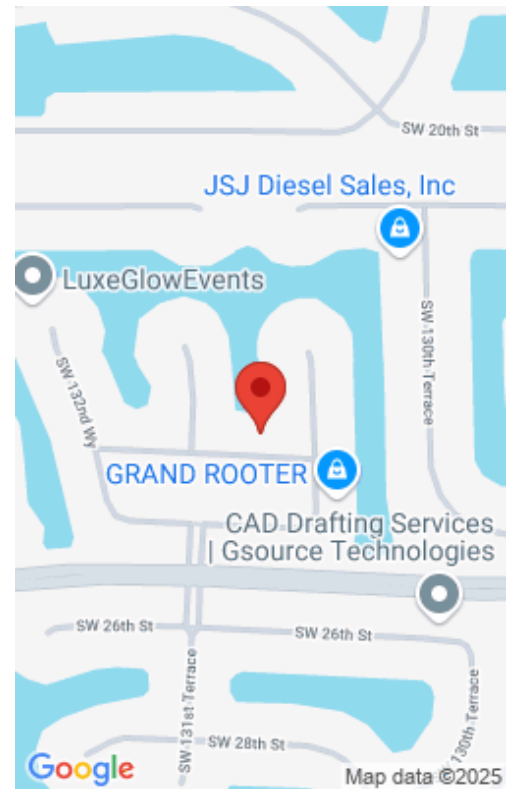 SW 20th St
JSJ Diesel Sales, Inc
LuxeGlowEvents
SW 130th Terrace
SW 132nd Wy
GRAND ROOTER
CAD Drafting Services
| Gsource Technologies
SW 26th St
SW 26th St
SW 131st Terrace
SW 130th Terrace
SW 28th St
Google
Map data ©2025